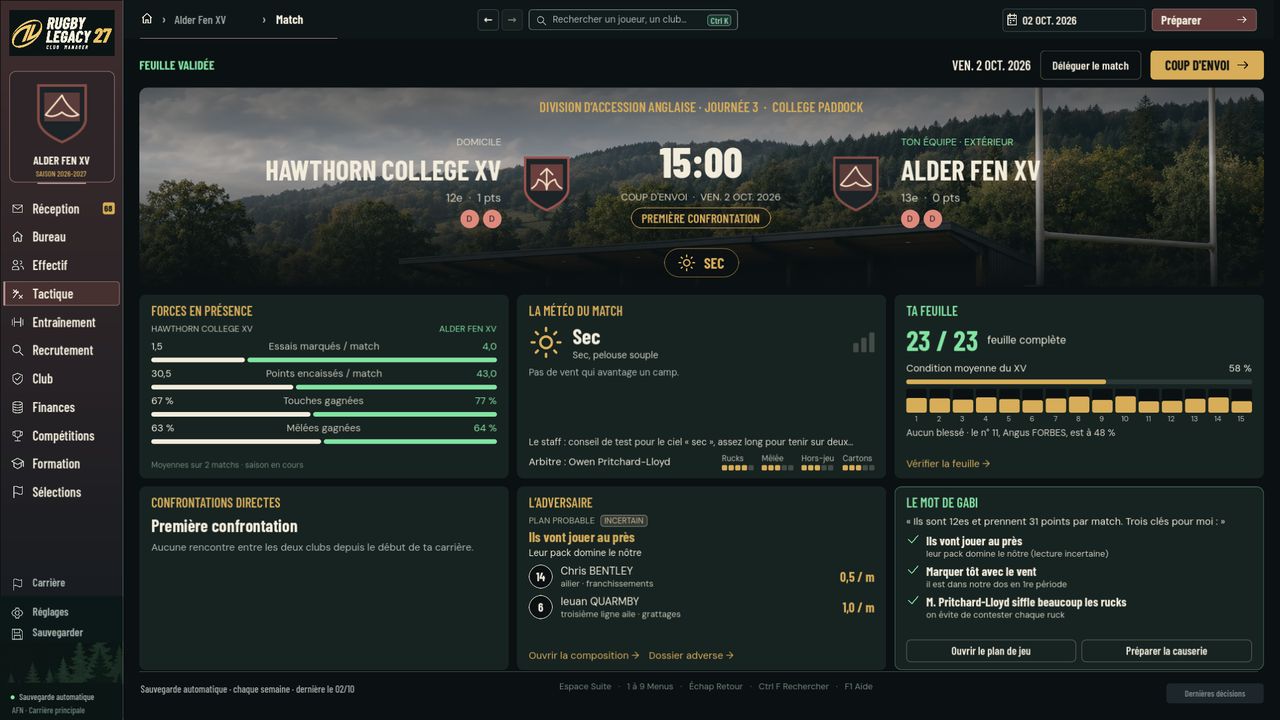 RUGBY
LEGACY 27
CLUB MANAGER
Alder Fen XV
Match
Rechercher un joueur, un club...
Ctrl K
02 OCT. 2026
Préparer
ALDER FEN XV
SAISON 2026-2027
Réception
68
Bureau
Effectif
Tactique
Entraînement
Recrutement
Club
Finances
Compétitions
Formation
Sélections
Carrière
Réglages
Sauvegarder
Sauvegarde automatique
AFN · Carrière principale
FEUILLE VALIDÉE
VEN. 2 OCT. 2026
Déléguer le match
COUP D'ENVOI
DIVISION D'ACCESSION ANGLAISE · JOURNÉE 3 · COLLEGE PADDOCK
DOMICILE
HAWTHORN COLLEGE XV
12e · 1 pts
D D
15:00
COUP D'ENVOI · VEN. 2 OCT. 2026
PREMIÈRE CONFRONTATION
SEC
TON ÉQUIPE · EXTÉRIEUR
ALDER FEN XV
13e · 0 pts
D D
FORCES EN PRÉSENCE
HAWTHORN COLLEGE XV ALDER FEN XV
1,5 Essais marqués / match 4,0
30,5 Points encaissés / match 43,0
67 % Touches gagnées 77 %
63 % Mêlées gagnées 64 %
Moyennes sur 2 matchs · saison en cours
LA MÉTÉO DU MATCH
Sec
Sec, pelouse souple
Pas de vent qui avantage un camp.
Le staff : conseil de test pour le ciel « sec », assez long pour tenir sur deux…
Arbitre : Owen Pritchard-Lloyd
Rucks Mêlée Hors-jeu Cartons
TA FEUILLE
23 / 23 feuille complète
Condition moyenne du XV 58 %
1 2 3 4 5 6 7 8 9 10 11 12 13 14 15
Aucun blessé · le n° 11, Angus FORBES, est à 48 %
Vérifier la feuille →
CONFRONTATIONS DIRECTES
Première confrontation
Aucune rencontre entre les deux clubs depuis le début de ta carrière.
L'ADVERSAIRE
PLAN PROBABLE INCERTAIN
Ils vont jouer au près
Leur pack domine le nôtre
14 Chris BENTLEY 0,5 / m
ailier · franchissements
6 Ieuan QUARMBY 1,0 / m
troisième ligne aile · grattages
Ouvrir la composition → Dossier adverse →
LE MOT DE GABI
« Ils sont 12es et prennent 31 points par match. Trois clés pour moi : »
Ils vont jouer au près
leur pack domine le nôtre (lecture incertaine)
Marquer tôt avec le vent
il est dans notre dos en 1re période
M. Pritchard-Lloyd siffle beaucoup les rucks
on évite de contester chaque ruck
Ouvrir le plan de jeu
Préparer la causerie
Sauvegarde automatique · chaque semaine · dernière le 02/10
Espace Suite · 1 à 9 Menus · Échap Retour · Ctrl F Rechercher · F1 Aide
Dernières décisions